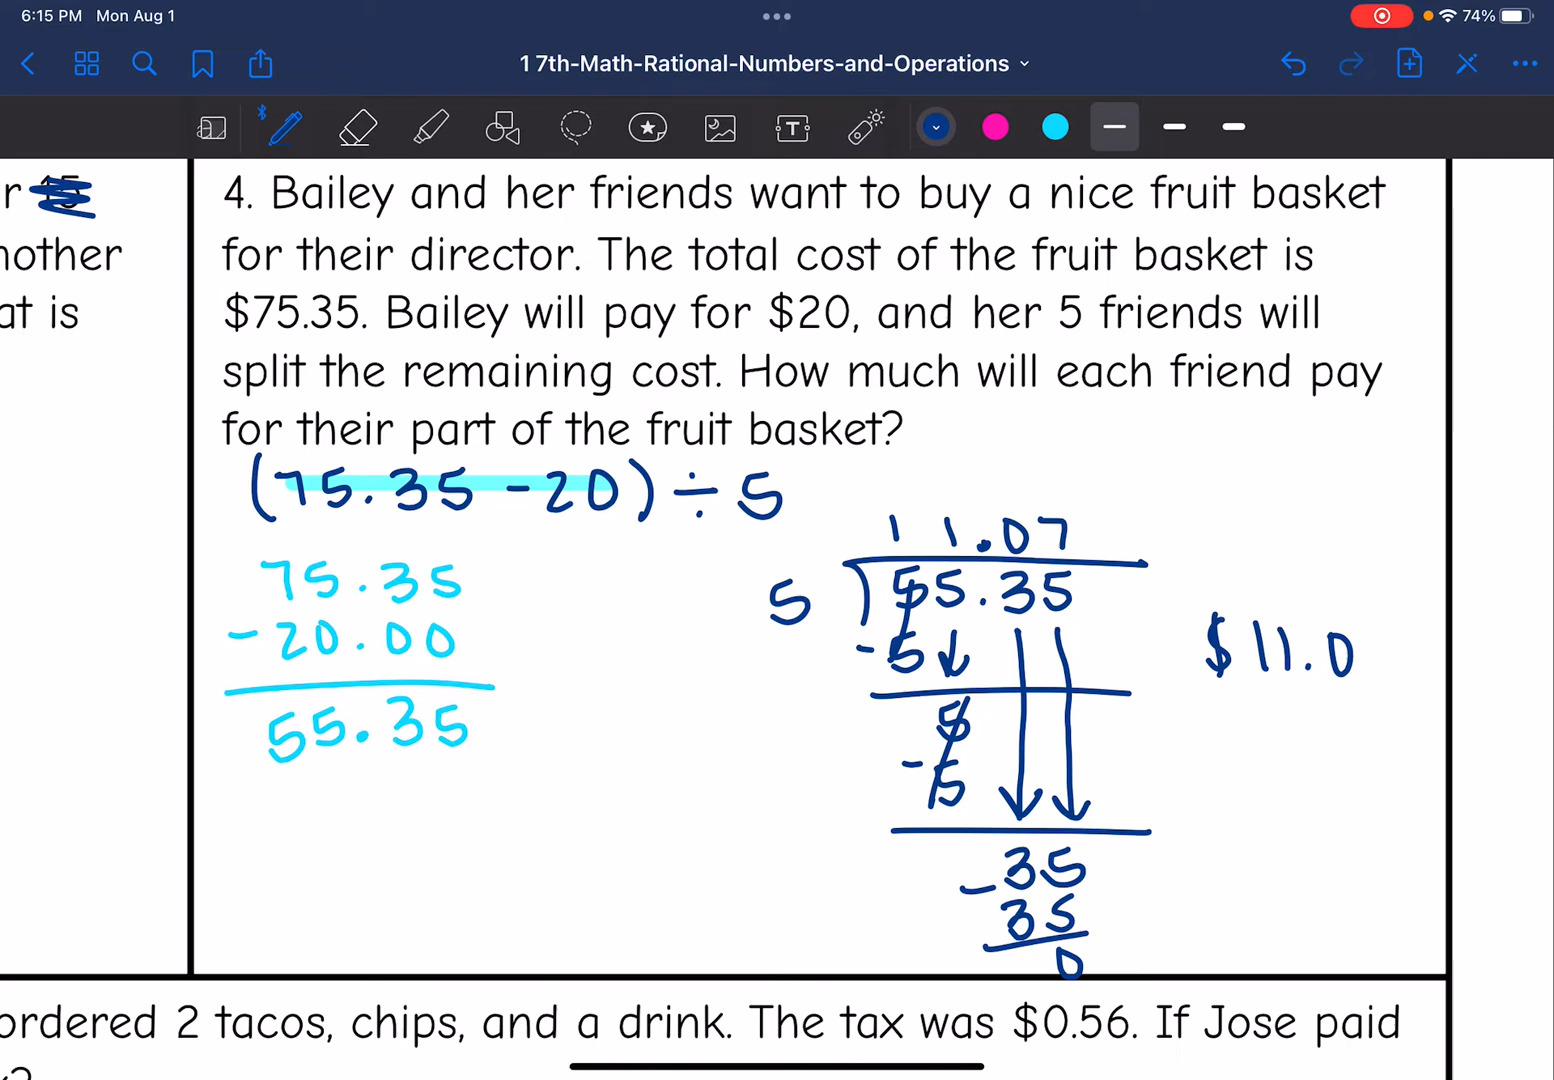 6:15 PM Mon Aug 1
74%
1 7th-Math-Rational-Numbers-and-Operations
T
r
nother
at is
4. Bailey and her friends want to buy a nice fruit basket
for their director. The total cost of the fruit basket is
$75.35. Bailey will pay for $20, and her 5 friends will
split the remaining cost. How much will each friend pay
for their part of the fruit basket?
(75.35 - 20) ÷ 5
75.35
- 20.00
55.35
11.07
5 55.35
- 5
5
- 5
- 35
35
0
$11.0
ordered 2 tacos, chips, and a drink. The tax was $0.56. If Jose paid